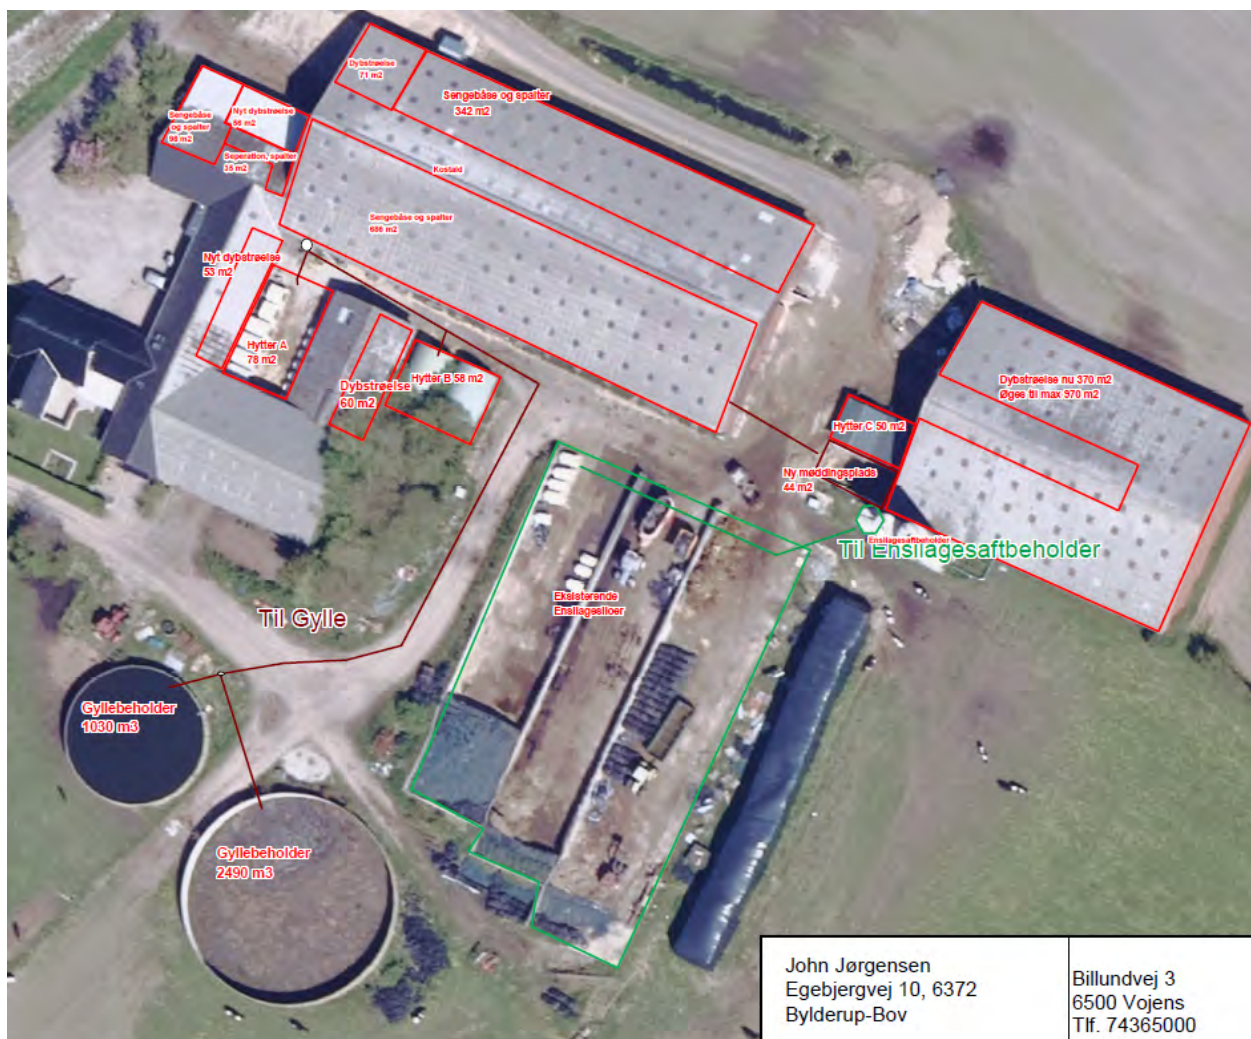 Dybstrøelse
71 m2
Sengebåse og spalter
342 m2
Sengebåse
og spalter
98 m2
Nyt dybstrøelse
56 m2
Seperation, spalter
35 m2
Kostald
Sengebåse og spalter
686 m2
Nyt dybstrøelse
53 m2
Hytter A
78 m2
Dybstrøelse
60 m2
Hytter B 58 m2
Dybstrøelse nu 370 m2
Øges til max 970 m2
Hytter C 50 m2
Ny møddingsplads
44 m2
Ensilagesaftbeholder
Til Ensilagesaftbeholder
Eksisterende
Ensilagesiloer
Til Gylle
Gyllebeholder
1030 m3
Gyllebeholder
2490 m3
John Jørgensen
Egebjergvej 10, 6372
Bylderup-Bov
Billundvej 3
6500 Vojens
Tlf. 74365000